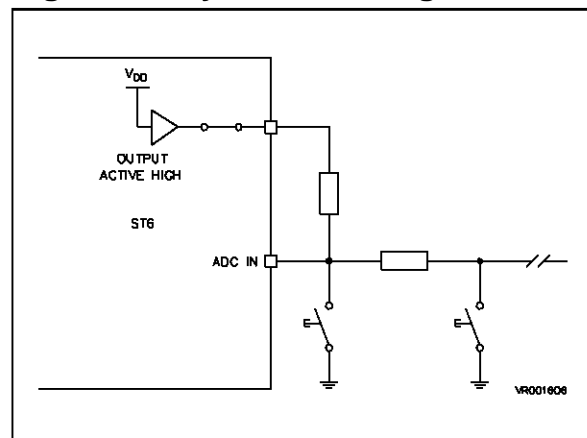 V_DD
OUTPUT
ACTIVE HIGH
ST6
ADC IN
VR001606